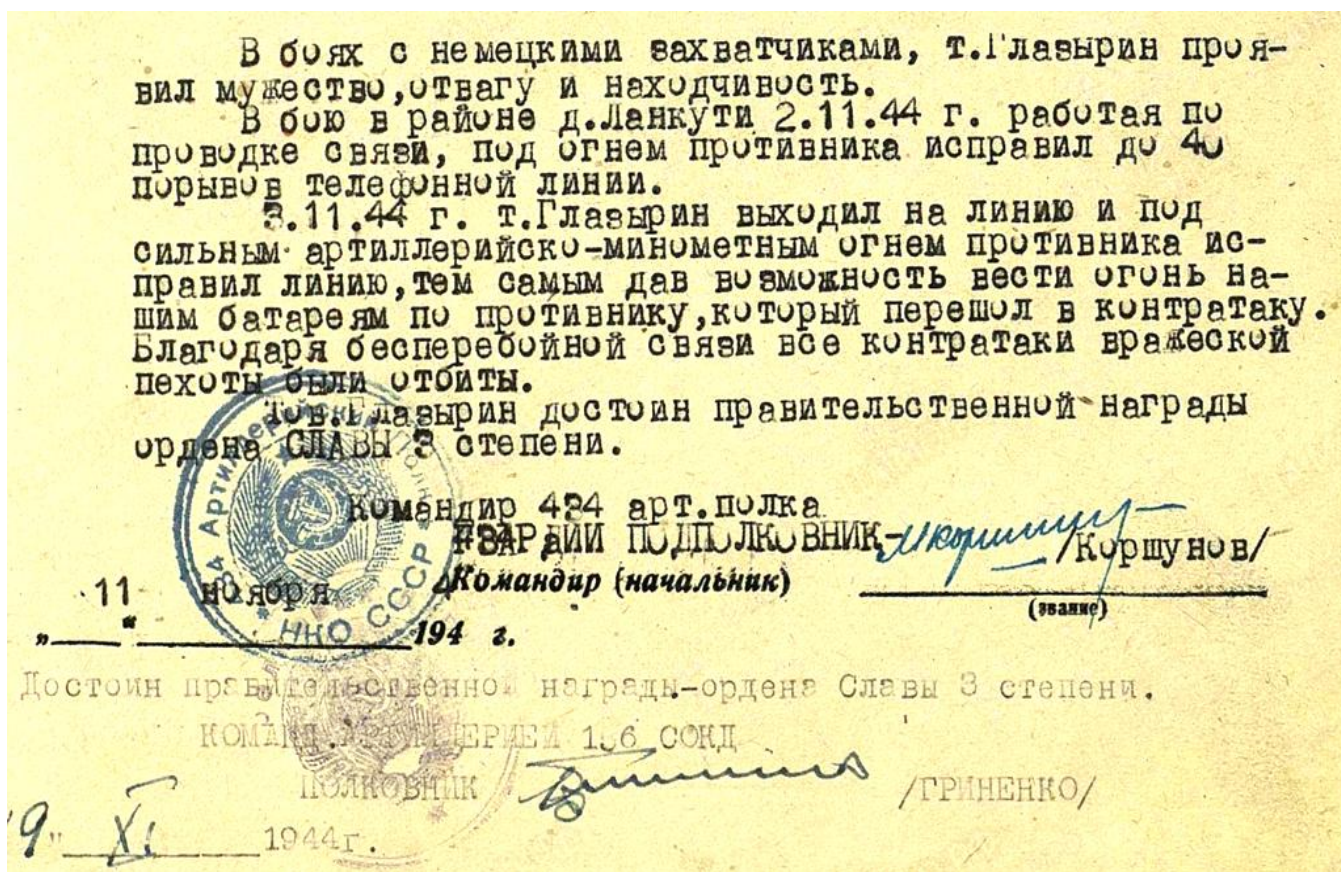 В боях с немецкими захватчиками, т.Глазырин проя-
вил мужество,отвагу и находчивость.
В бою в районе д.Ланкути 2.11.44 г. работая по
проводке связи, под огнем противника исправил до 40
порывов телефонной линии.
3.11.44 г. т.Глазырин выходил на линию и под
сильным артиллерийско-минометным огнем противника ис-
правил линию,тем самым дав возможность вести огонь на-
шим батареям по противнику,который перешол в контратаку.
Благодаря бесперебойной связи все контратаки вражеской
пехоты были отбиты.
Тов.Глазырин достоин правительственной награды
ордена СЛАВЫ 3 степени.
Командир 434 арт.полка
ГВАРДИИ ПОДПОЛКОВНИК- /Коршунов/
Командир (начальник)
(звание)
11 ноября 4
„ “ 194 г.
НКО СССР
Достоин правительственной награды-ордена Славы 3 степени.
КОМАНД.АРТИЛЛЕРИЕЙ 156 СОКД
ПОЛКОВНИК /ГРИНЕНКО/
9" XI 1944г.